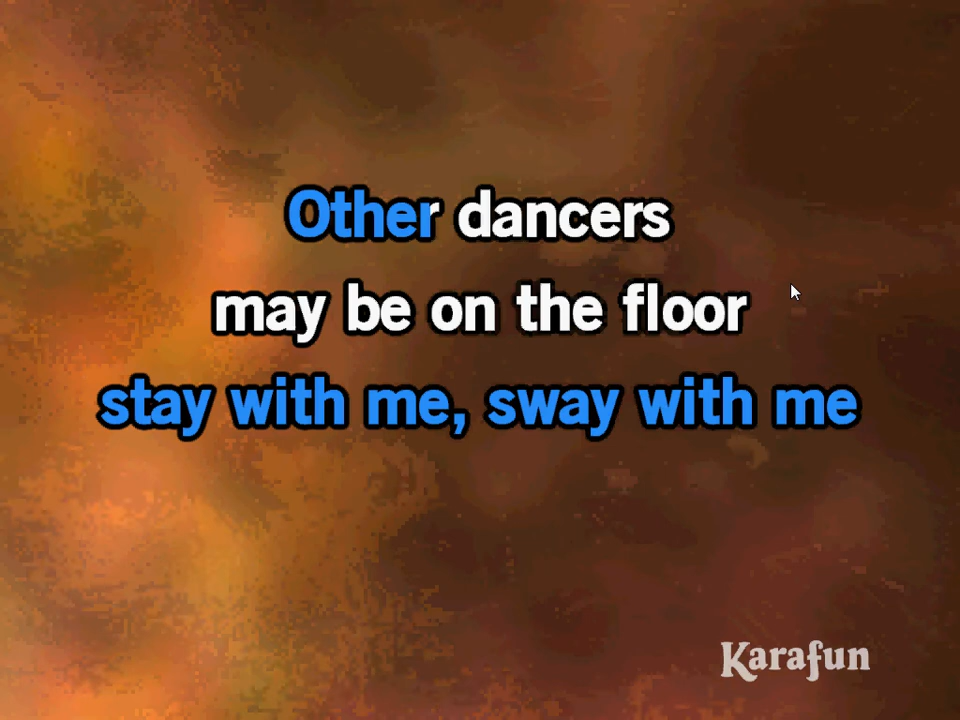 Other dancers
may be on the floor
stay with me, sway with me
Karafun